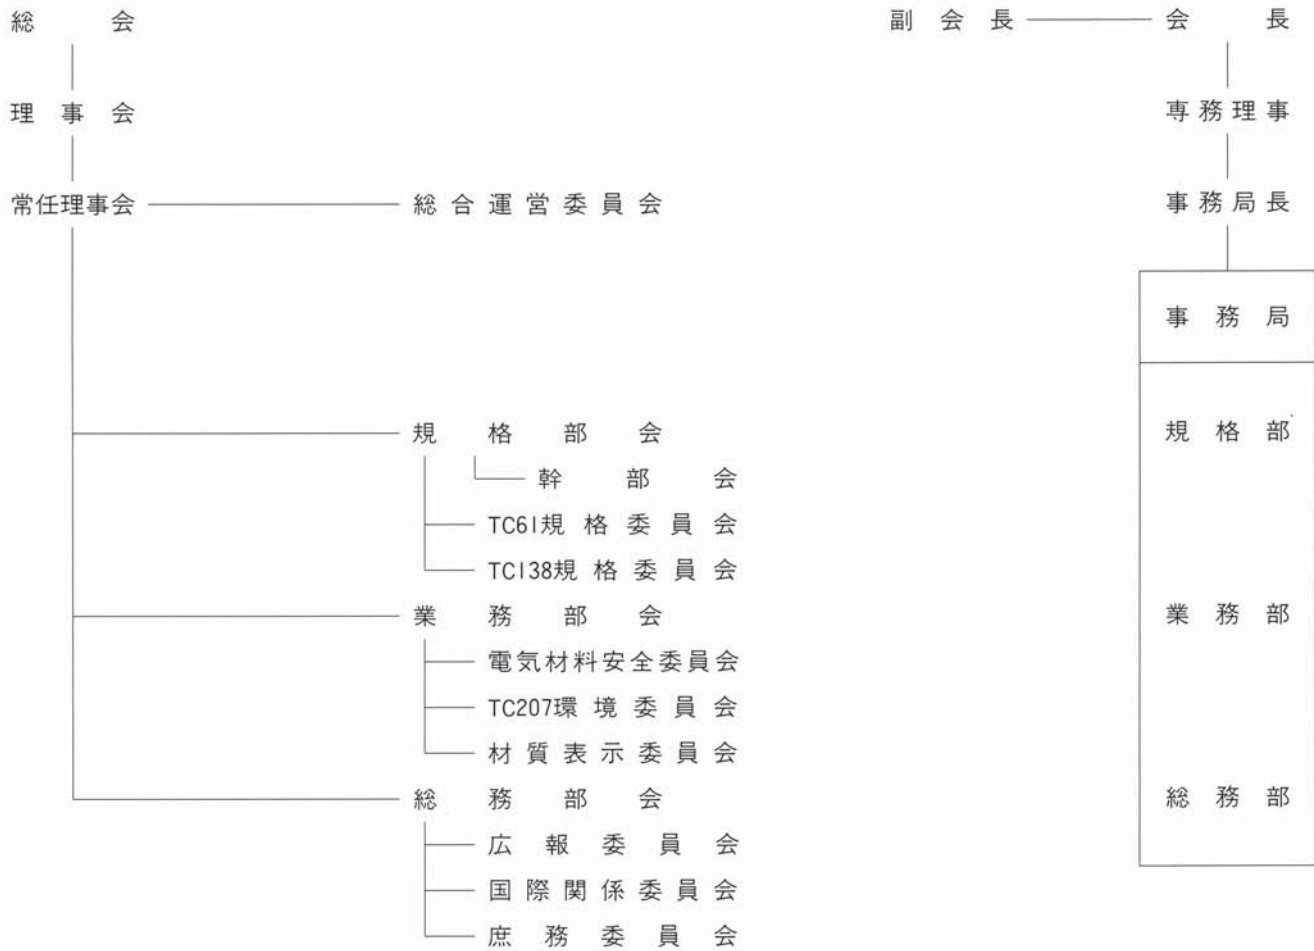 総会
理事会
常任理事会
総合運営委員会
規格部会
幹部会
TC61規格委員会
TC138規格委員会
業務部会
電気材料安全委員会
TC207環境委員会
材質表示委員会
総務部会
広報委員会
国際関係委員会
庶務委員会
副会長
会長
専務理事
事務局長
事務局
規格部
業務部
総務部